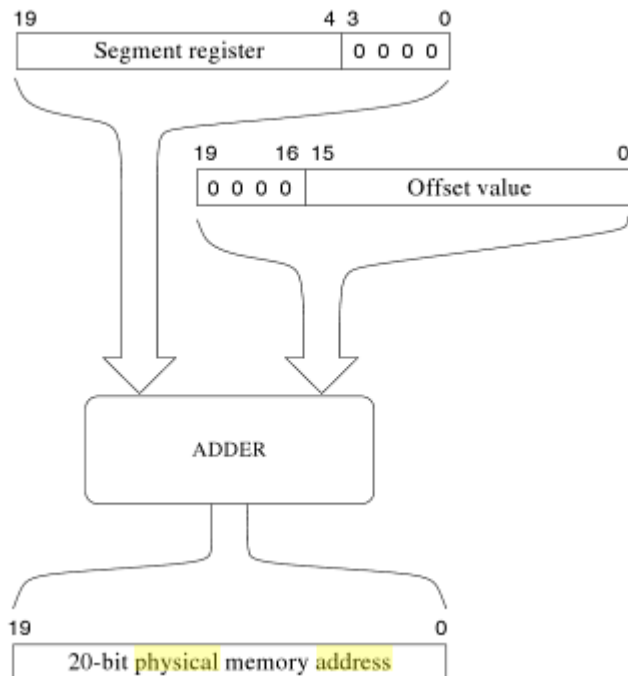 19 4 3 0
Segment register 0 0 0 0
19 16 15 0
0 0 0 0 Offset value
ADDER
19 0
20-bit physical memory address